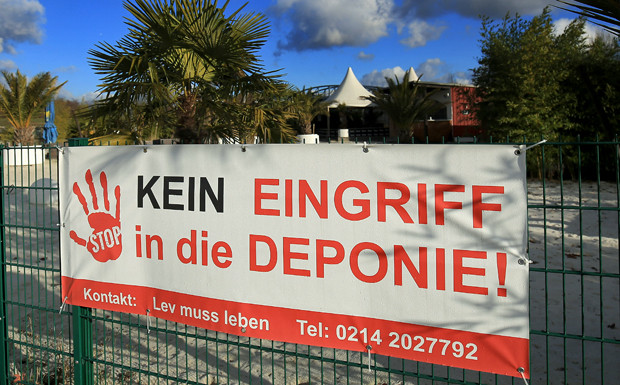 STOP
KEIN EINGRIFF
in die DEPONIE!
Kontakt: Lev muss leben Tel: 0214 2027792